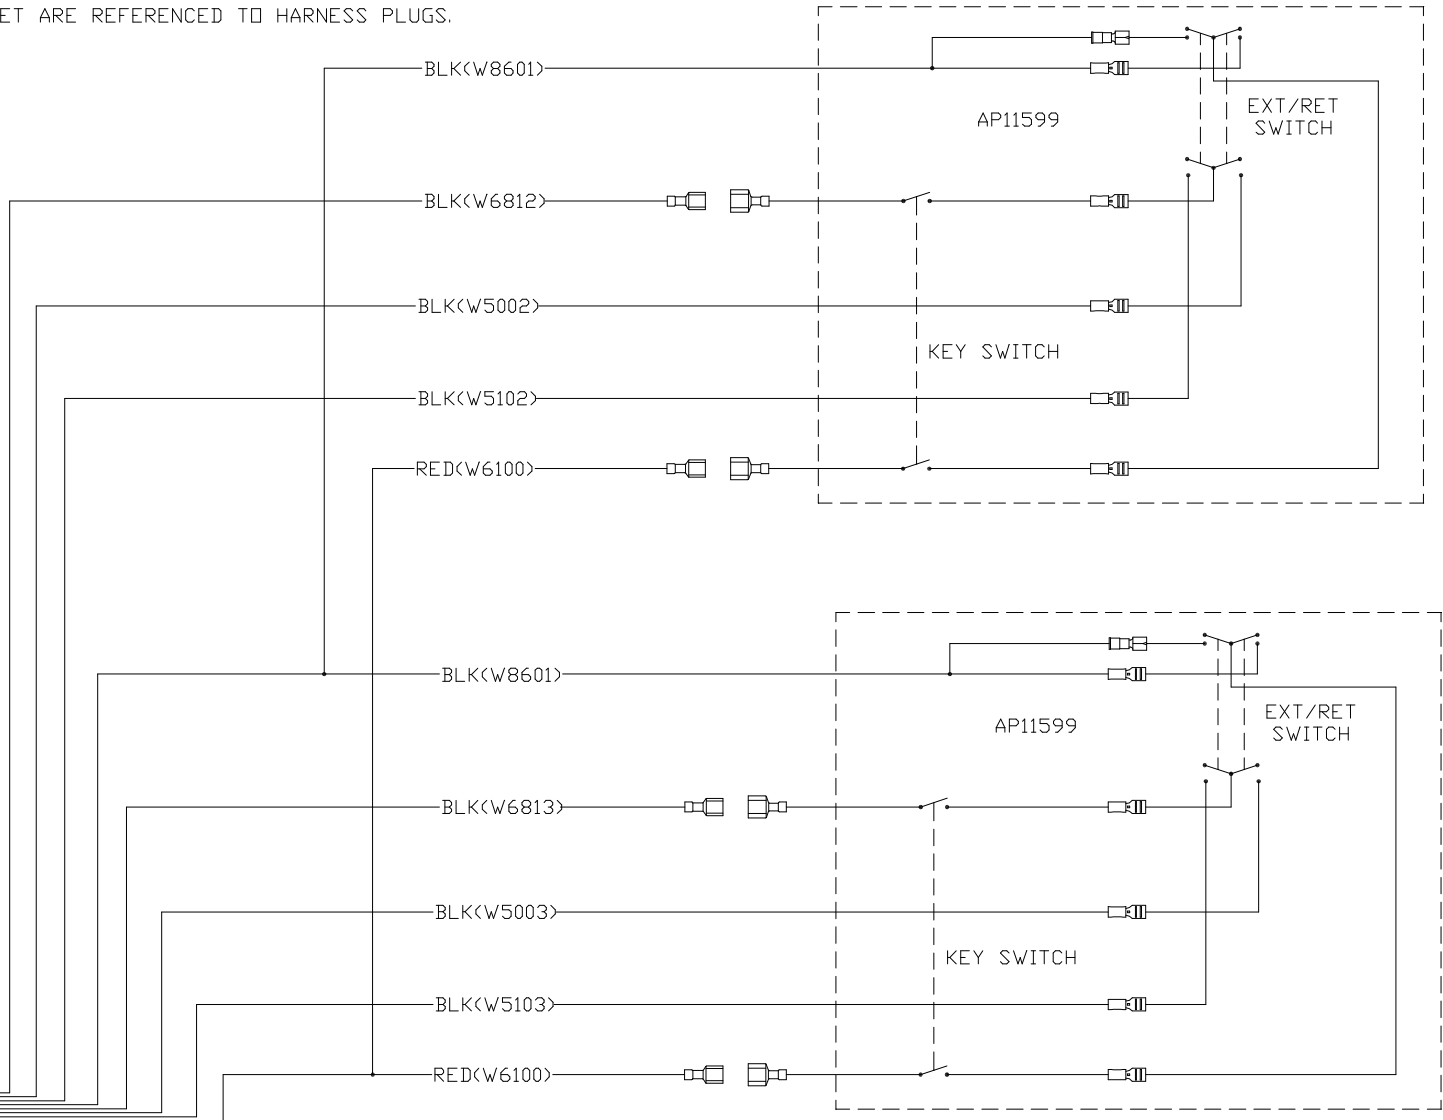 ET ARE REFERENCED TO HARNESS PLUGS.
BLK(W8601)
AP11599
EXT/RET
SWITCH
BLK(W6812)
BLK(W5002)
KEY SWITCH
BLK(W5102)
RED(W6100)
BLK(W8601)
AP11599
EXT/RET
SWITCH
BLK(W6813)
BLK(W5003)
KEY SWITCH
BLK(W5103)
RED(W6100)